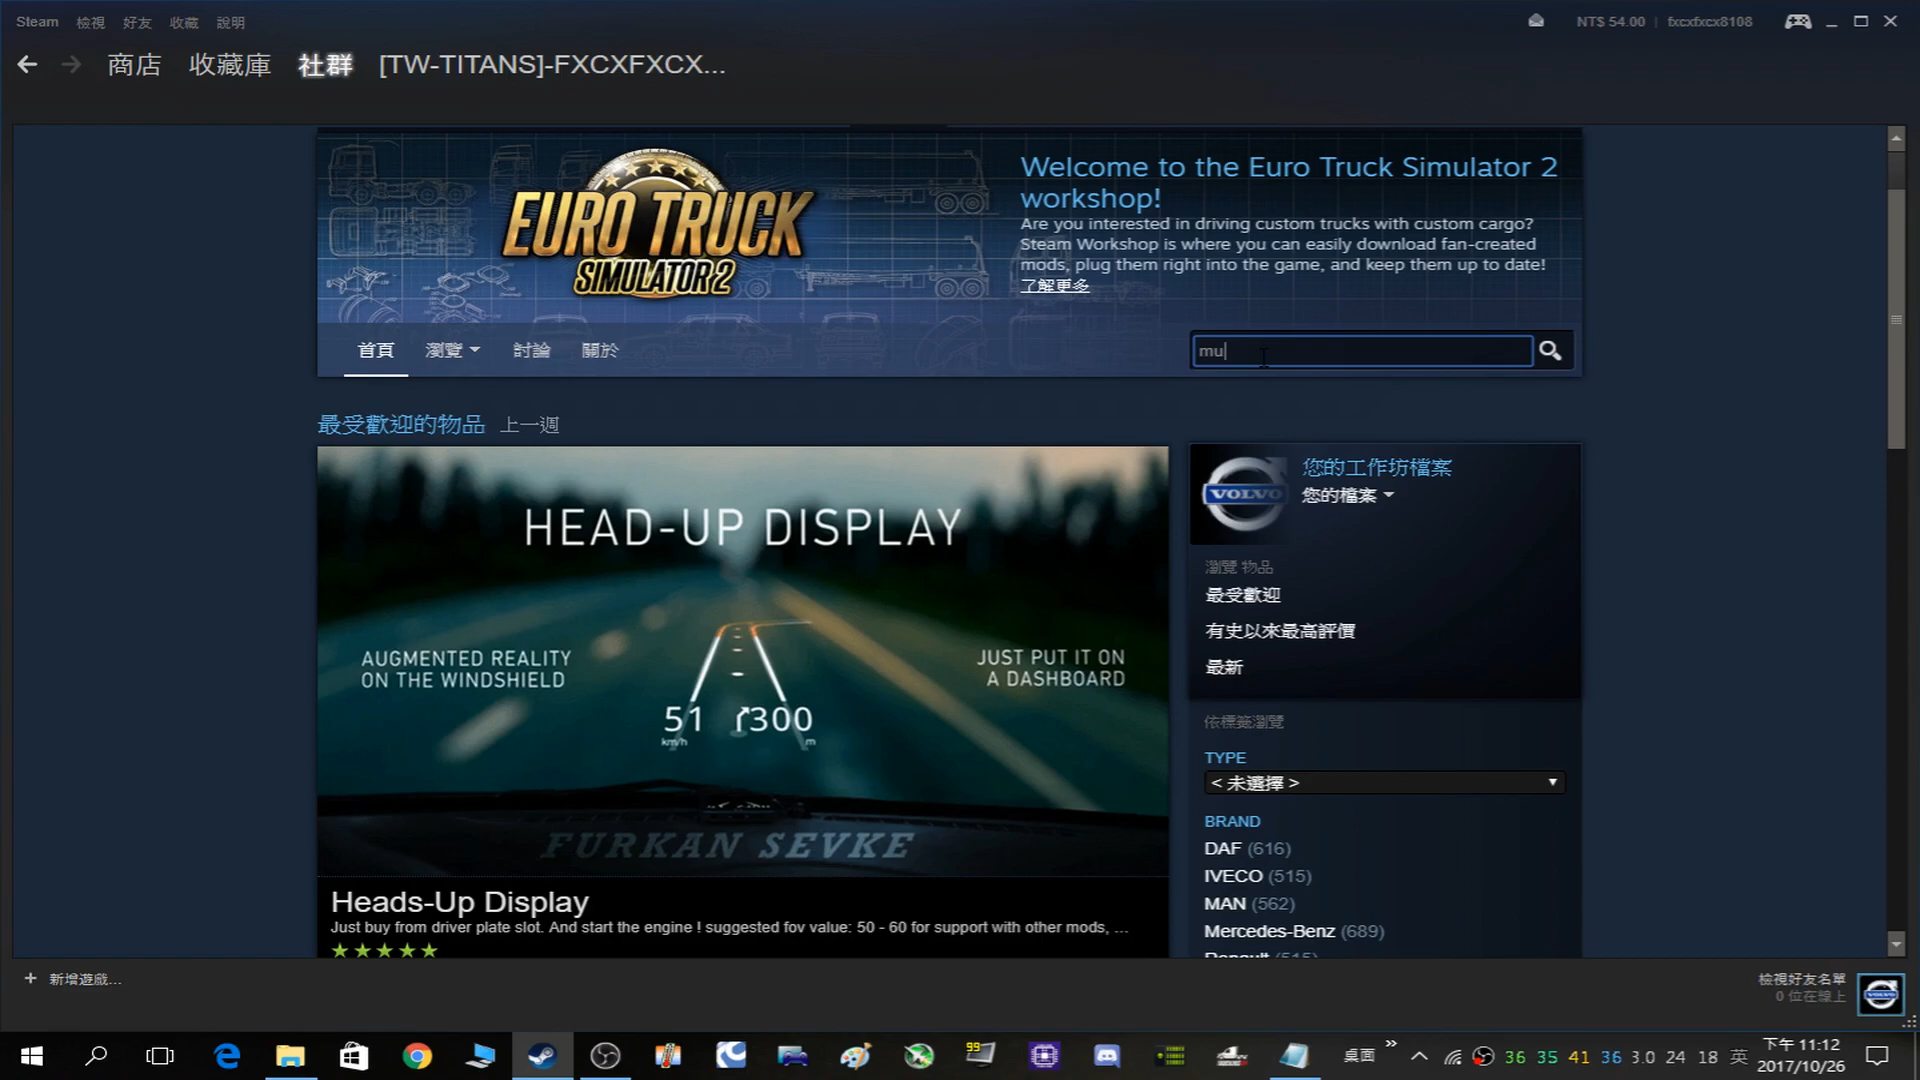 Steam 檢視 好友 收藏 說明
NT$ 54.00 | fxcxfxcx8108
商店 收藏庫 社群 [TW-TITANS]-FXCXFXCX...
EURO TRUCK
SIMULATOR 2
Welcome to the Euro Truck Simulator 2
workshop!
Are you interested in driving custom trucks with custom cargo?
Steam Workshop is where you can easily download fan-created
mods, plug them right into the game, and keep them up to date!
了解更多
首頁 瀏覽 討論 關於
mu
最受歡迎的物品 上一週
HEAD-UP DISPLAY
AUGMENTED REALITY
ON THE WINDSHIELD
JUST PUT IT ON
A DASHBOARD
51 300
km/h m
FURKAN SEVKE
Heads-Up Display
Just buy from driver plate slot. And start the engine ! suggested fov value: 50 - 60 for support with other mods, ...
VOLVO
您的工作坊檔案
您的檔案
瀏覽 物品
最受歡迎
有史以來最高評價
最新
依標籤瀏覽
TYPE
< 未選擇 >
BRAND
DAF (616)
IVECO (515)
MAN (562)
Mercedes-Benz (689)
Renault (515)
+ 新增遊戲...
檢視好友名單
0 位在線上
VOLVO
99
桌面 » 36 35 41 36 3.0 24 18 英
下午 11:12
2017/10/26